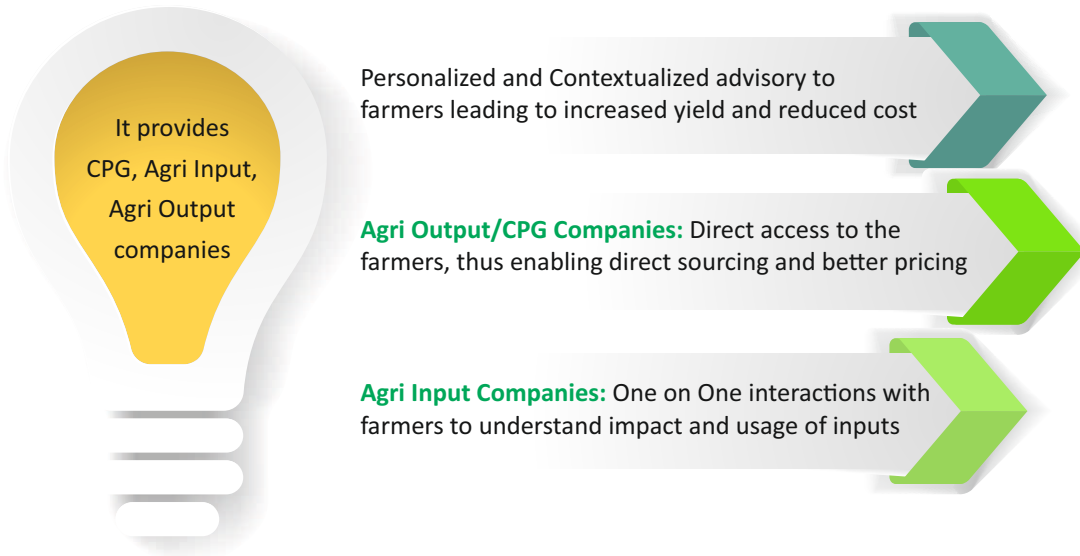 It provides
CPG, Agri Input,
Agri Output
companies
Personalized and Contextualized advisory to
farmers leading to increased yield and reduced cost
Agri Output/CPG Companies: Direct access to the
farmers, thus enabling direct sourcing and better pricing
Agri Input Companies: One on One interactions with
farmers to understand impact and usage of inputs